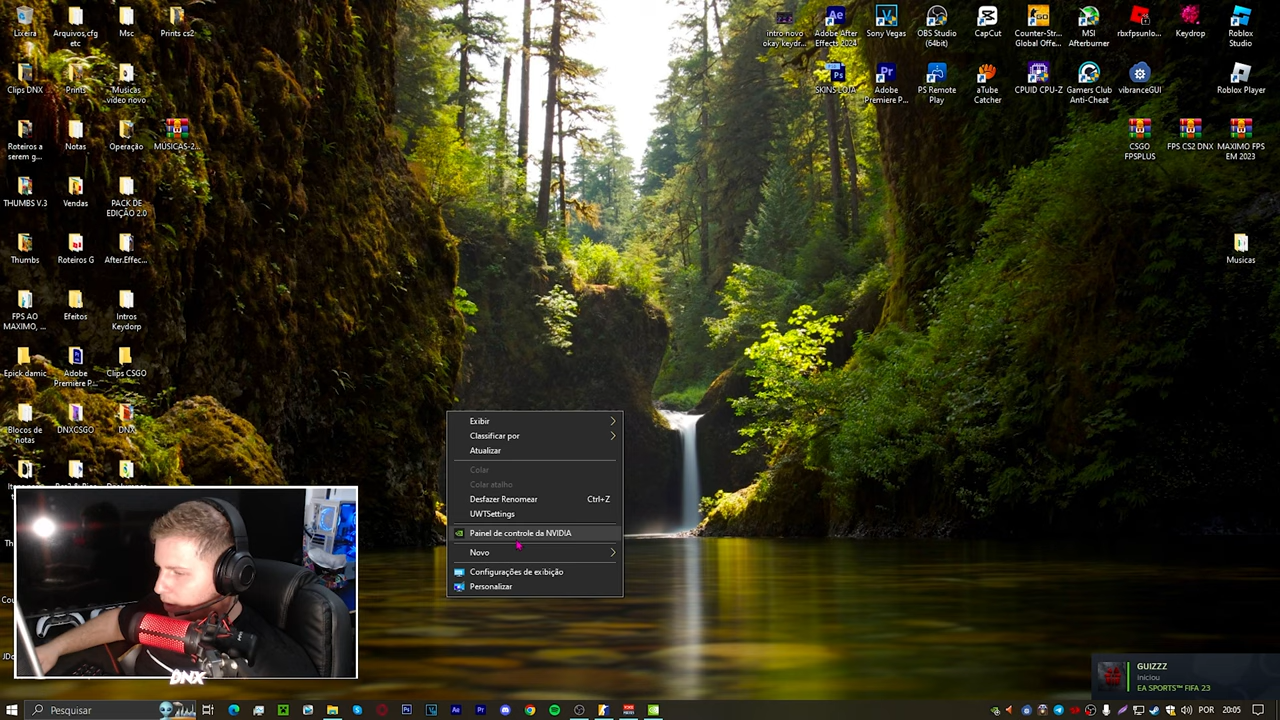 Lixeira
Arquivos.cfg
etc
Msc
Prints cs2
intro novo
okay keydr...
Adobe After
Effects 2024
Sony Vegas
OBS Studio
(64bit)
CapCut
Counter-Str...
Global Offe...
MSI
Afterburner
rbxfpsunlo...
Keydrop
Roblox
Studio
Clips DNX
Prints
Musicas
video novo
SKINS LOJA
Adobe
Premiere P...
PS Remote
Play
aTube
Catcher
CPUID CPU-Z
Gamers Club
Anti-Cheat
vibranceGUI
Roblox Player
Roteiros a
serem g...
Notas
Operação
MUSICAS-2...
CSGO
FPSPLUS
FPS CS2 DNX
MAXIMO FPS
EM 2023
THUMBS V.3
Vendas
PACK DE
EDIÇÃO 2.0
Thumbs
Roteiros G
After.Effec...
Musicas
FPS AO
MAXIMO, ...
Efeitos
Intros
Keydorp
Epick damic
Adobe
Premiere P...
Clips CSGO
Blocos de
notas
DNXCSGO
DNX
Exibir
Classificar por
Atualizar
Colar
Colar atalho
Desfazer Renomear Ctrl+Z
UWTSettings
Painel de controle da NVIDIA
Novo
Configurações de exibição
Personalizar
DNX
GUIZZZ
iniciou
EA SPORTS™ FIFA 23
Pesquisar
POR
20:05